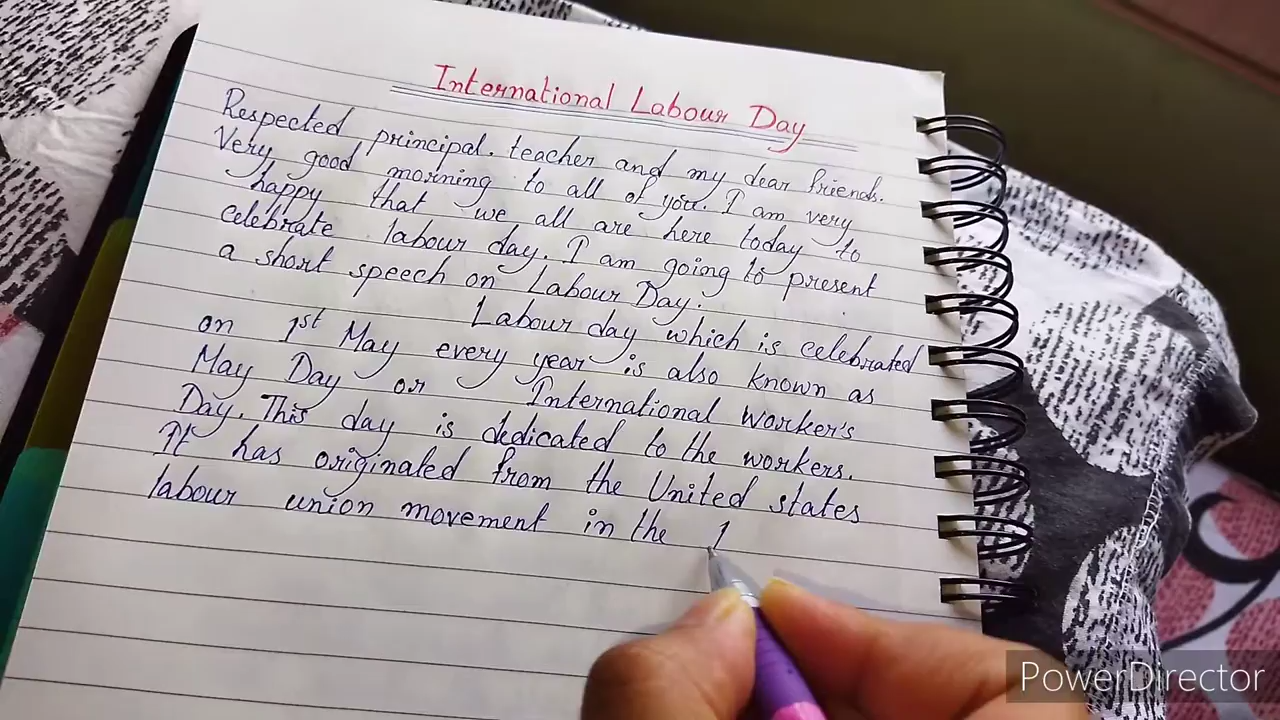 International Labour Day
Respected principal, teacher and my dear friends.
Very good morning to all of you. I am very
happy that we all are here today to
celebrate labour day. I am going to present
a short speech on Labour Day.
Labour day which is celebrated
on 1st May every year is also known as
May Day or International Worker's
Day. This day is dedicated to the workers.
It has originated from the United states
labour union movement in the 1
PowerDirector